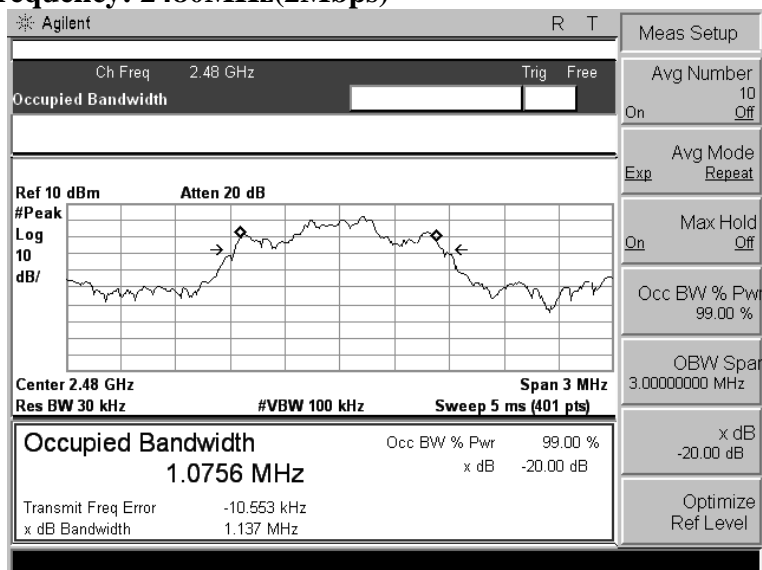 requency: 2480MHz(2Mbps)
Agilent R T
Ch Freq 2.48 GHz Trig Free
Occupied Bandwidth
Ref 10 dBm Atten 20 dB
#Peak
Log
10
dB/
Center 2.48 GHz Span 3 MHz
Res BW 30 kHz #VBW 100 kHz Sweep 5 ms (401 pts)
Occupied Bandwidth Occ BW % Pwr 99.00 %
1.0756 MHz x dB -20.00 dB
Transmit Freq Error -10.553 kHz
x dB Bandwidth 1.137 MHz
Meas Setup
Avg Number
10
On Off
Avg Mode
Exp Repeat
Max Hold
On Off
Occ BW % Pwr
99.00 %
OBW Spar
3.00000000 MHz
x dB
-20.00 dB
Optimize
Ref Level